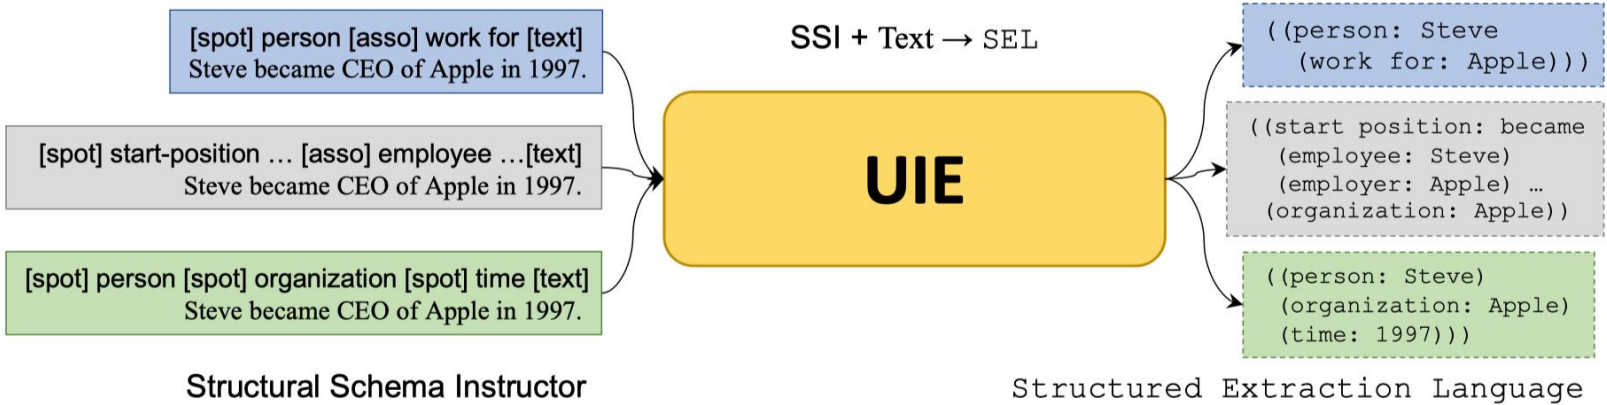 [spot] person [asso] work for [text]
Steve became CEO of Apple in 1997.
[spot] start-position … [asso] employee …[text]
Steve became CEO of Apple in 1997.
[spot] person [spot] organization [spot] time [text]
Steve became CEO of Apple in 1997.
Structural Schema Instructor
SSI + Text → SEL
UIE
((person: Steve
(work for: Apple)))
((start position: became
(employee: Steve)
(employer: Apple) …
(organization: Apple))
((person: Steve)
(organization: Apple)
(time: 1997)))
Structured Extraction Language